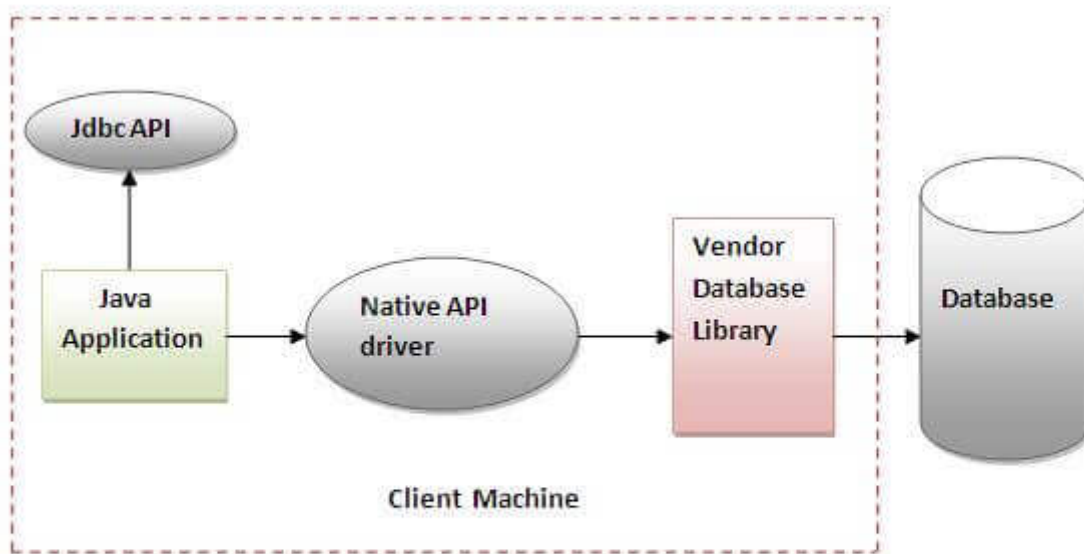 Jdbc API
Java
Application
Native API
driver
Vendor
Database
Library
Database
Client Machine